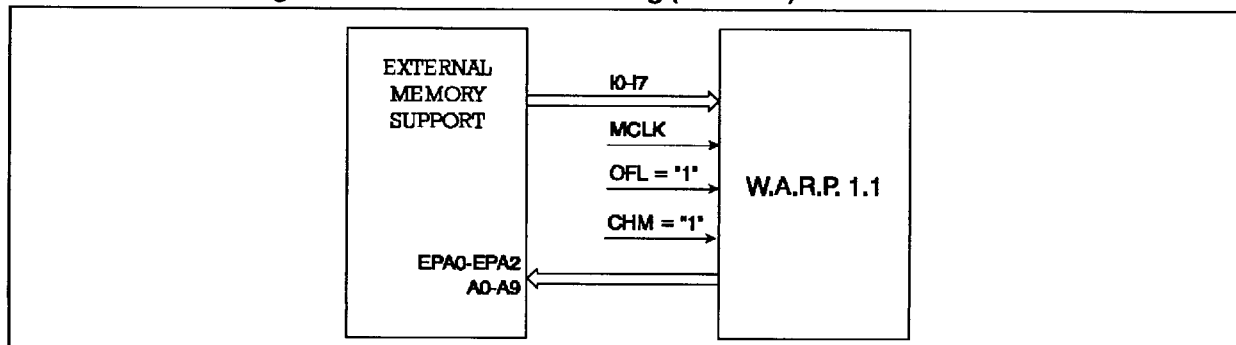 EXTERNAL
MEMORY
SUPPORT
I0-I7
MCLK
OFL = "1"
CHM = "1"
W.A.R.P. 1.1
EPA0-EPA2
A0-A9